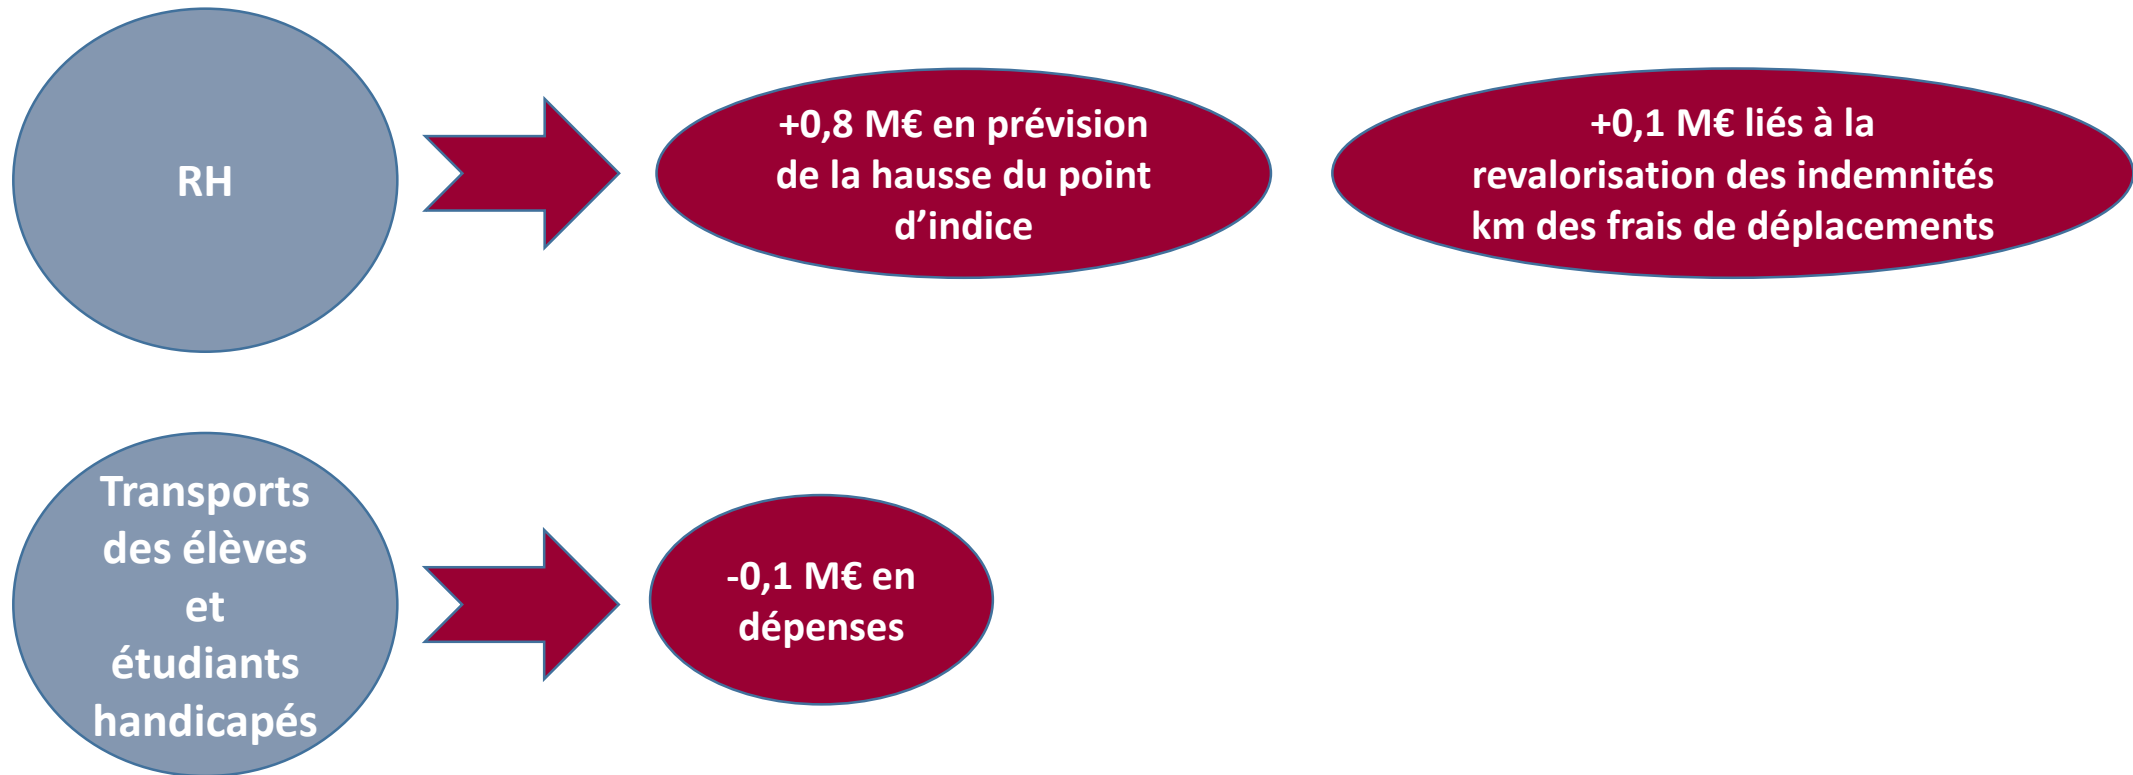 RH
+0,8 M€ en prévision
de la hausse du point
d’indice
+0,1 M€ liés à la
revalorisation des indemnités
km des frais de déplacements
Transports
des élèves
et
étudiants
handicapés
-0,1 M€ en
dépenses